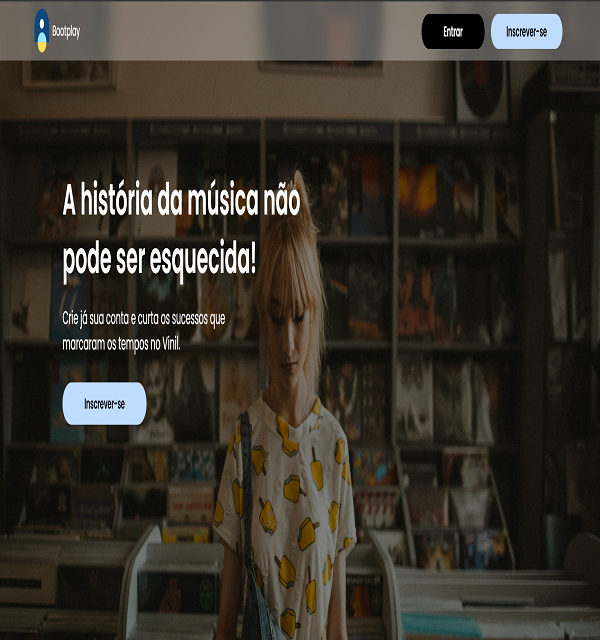 Bootplay
Entrar
Inscrever-se
A história da música não
pode ser esquecida!
Crie já sua conta e curta os sucessos que
marcaram os tempos no Vínil.
Inscrever-se